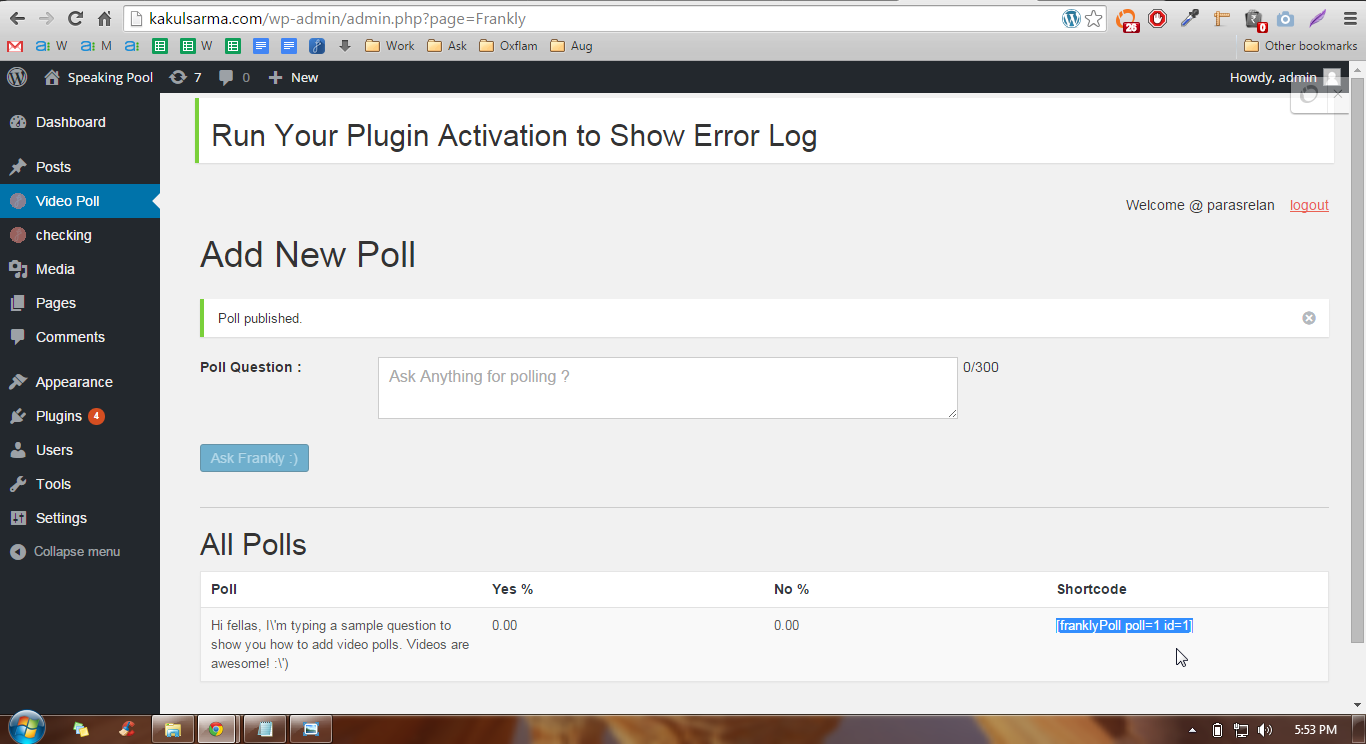 kakulsarma.com/wp-admin/admin.php?page=Frankly
26
0
W
M
W
Work
Ask
Oxflam
Aug
Other bookmarks
Speaking Pool
7
0
New
Howdy, admin
Dashboard
Posts
Video Poll
checking
Media
Pages
Comments
Appearance
Plugins 4
Users
Tools
Settings
Collapse menu
Run Your Plugin Activation to Show Error Log
Welcome @ parasrelan logout
Add New Poll
Poll published.
Poll Question :
Ask Anything for polling ?
0/300
Ask Frankly :)
All Polls
Poll Yes % No % Shortcode
Hi fellas, I\'m typing a sample question to 0.00 0.00 [franklyPoll poll=1 id=1]
show you how to add video polls. Videos are
awesome! :\')
5:53 PM